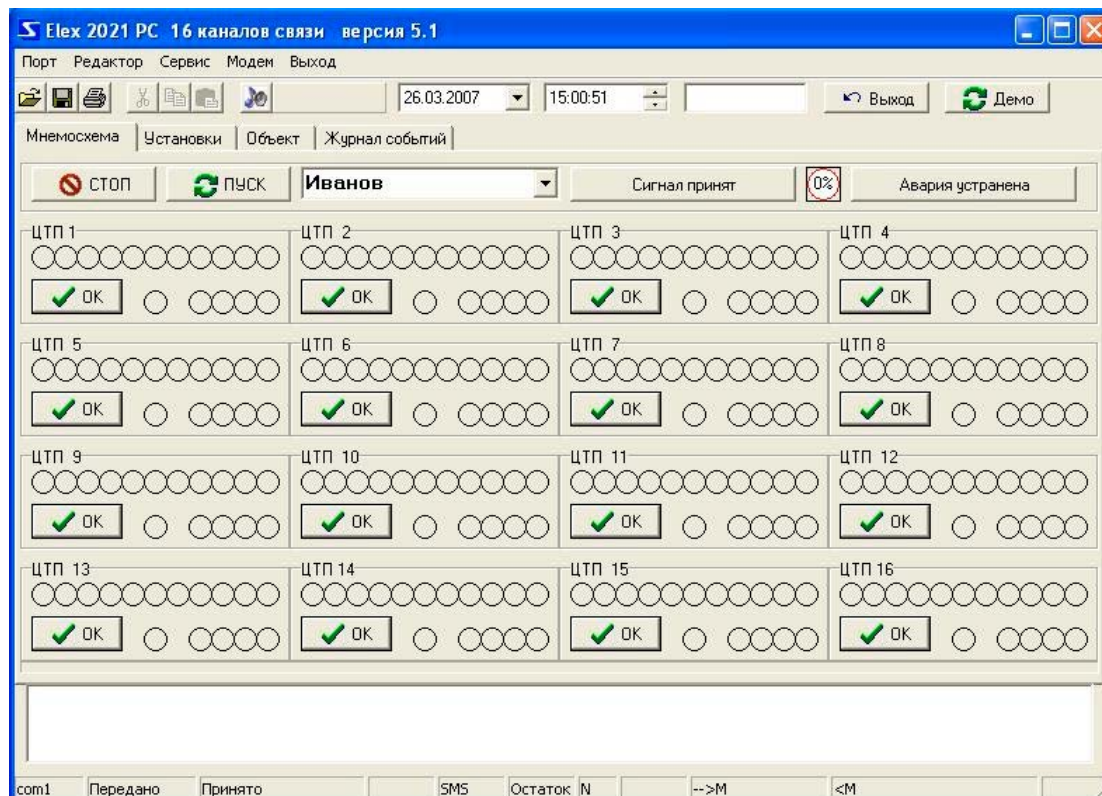 Elex 2021 PC 16 каналов связи версия 5.1
Порт Редактор Сервис Модем Выход
26.03.2007 15:00:51 Выход Демо
Мнемосхема Установки Объект Журнал событий
СТОП ПУСК Иванов Сигнал принят 0% Авария устранена
ЦТП 1 ЦТП 2 ЦТП 3 ЦТП 4
OK OK OK OK
ЦТП 5 ЦТП 6 ЦТП 7 ЦТП 8
OK OK OK OK
ЦТП 9 ЦТП 10 ЦТП 11 ЦТП 12
OK OK OK OK
ЦТП 13 ЦТП 14 ЦТП 15 ЦТП 16
OK OK OK OK
com1 Передано Принято SMS Остаток N -->M <M